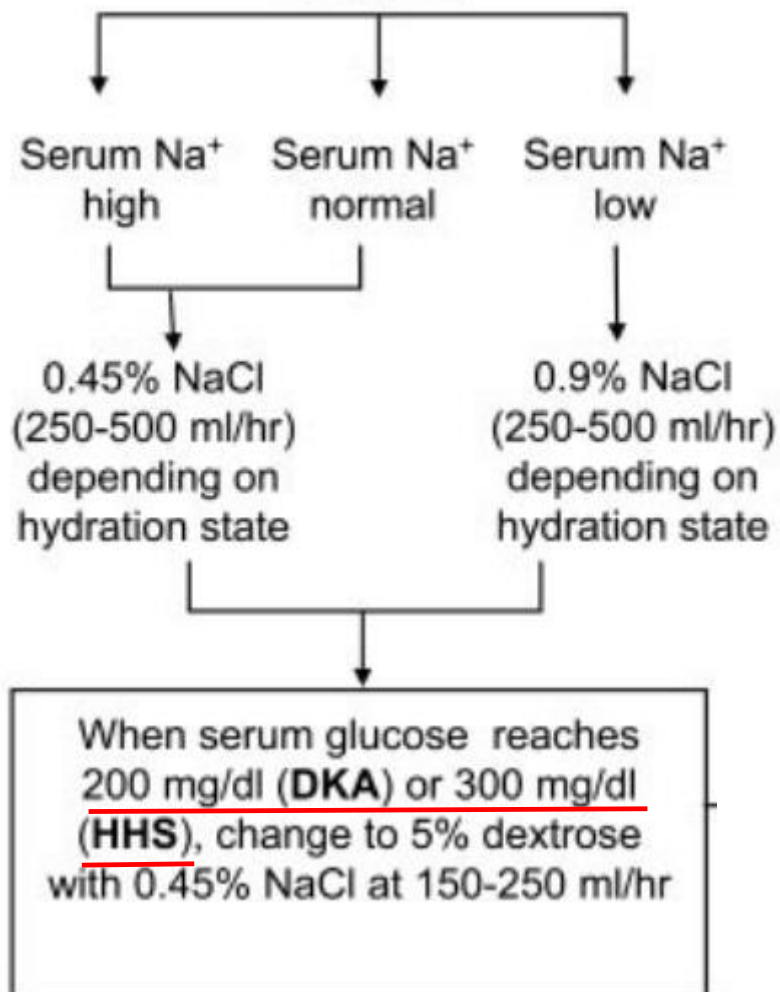 Serum Na⁺
high
Serum Na⁺
normal
Serum Na⁺
low
0.45% NaCl
(250-500 ml/hr)
depending on
hydration state
0.9% NaCl
(250-500 ml/hr)
depending on
hydration state
When serum glucose reaches
200 mg/dl (DKA) or 300 mg/dl
(HHS), change to 5% dextrose
with 0.45% NaCl at 150-250 ml/hr